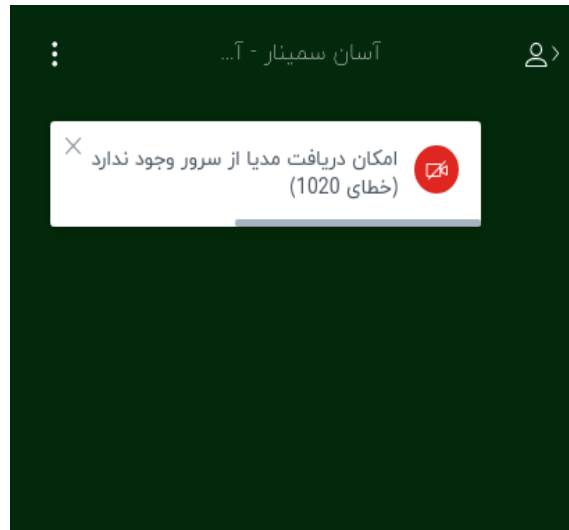 آسان سمینار - آ...
امکان دریافت مدیا از سرور وجود ندارد
(خطای 1020)